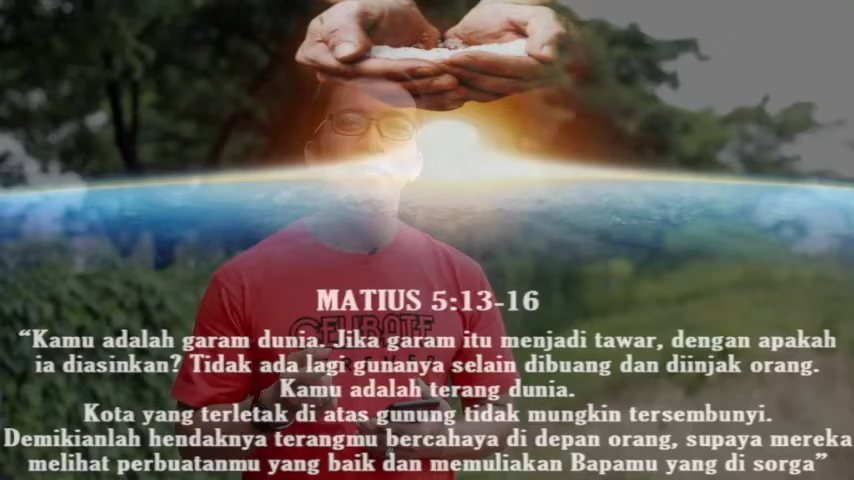 MATIUS 5:13-16
“Kamu adalah garam dunia. Jika garam itu menjadi tawar, dengan apakah
ia diasinkan? Tidak ada lagi gunanya selain dibuang dan diinjak orang.
Kamu adalah terang dunia.
Kota yang terletak di atas gunung tidak mungkin tersembunyi.
Demikianlah hendaknya terangmu bercahaya di depan orang, supaya mereka
melihat perbuatanmu yang baik dan memuliakan Bapamu yang di sorga”